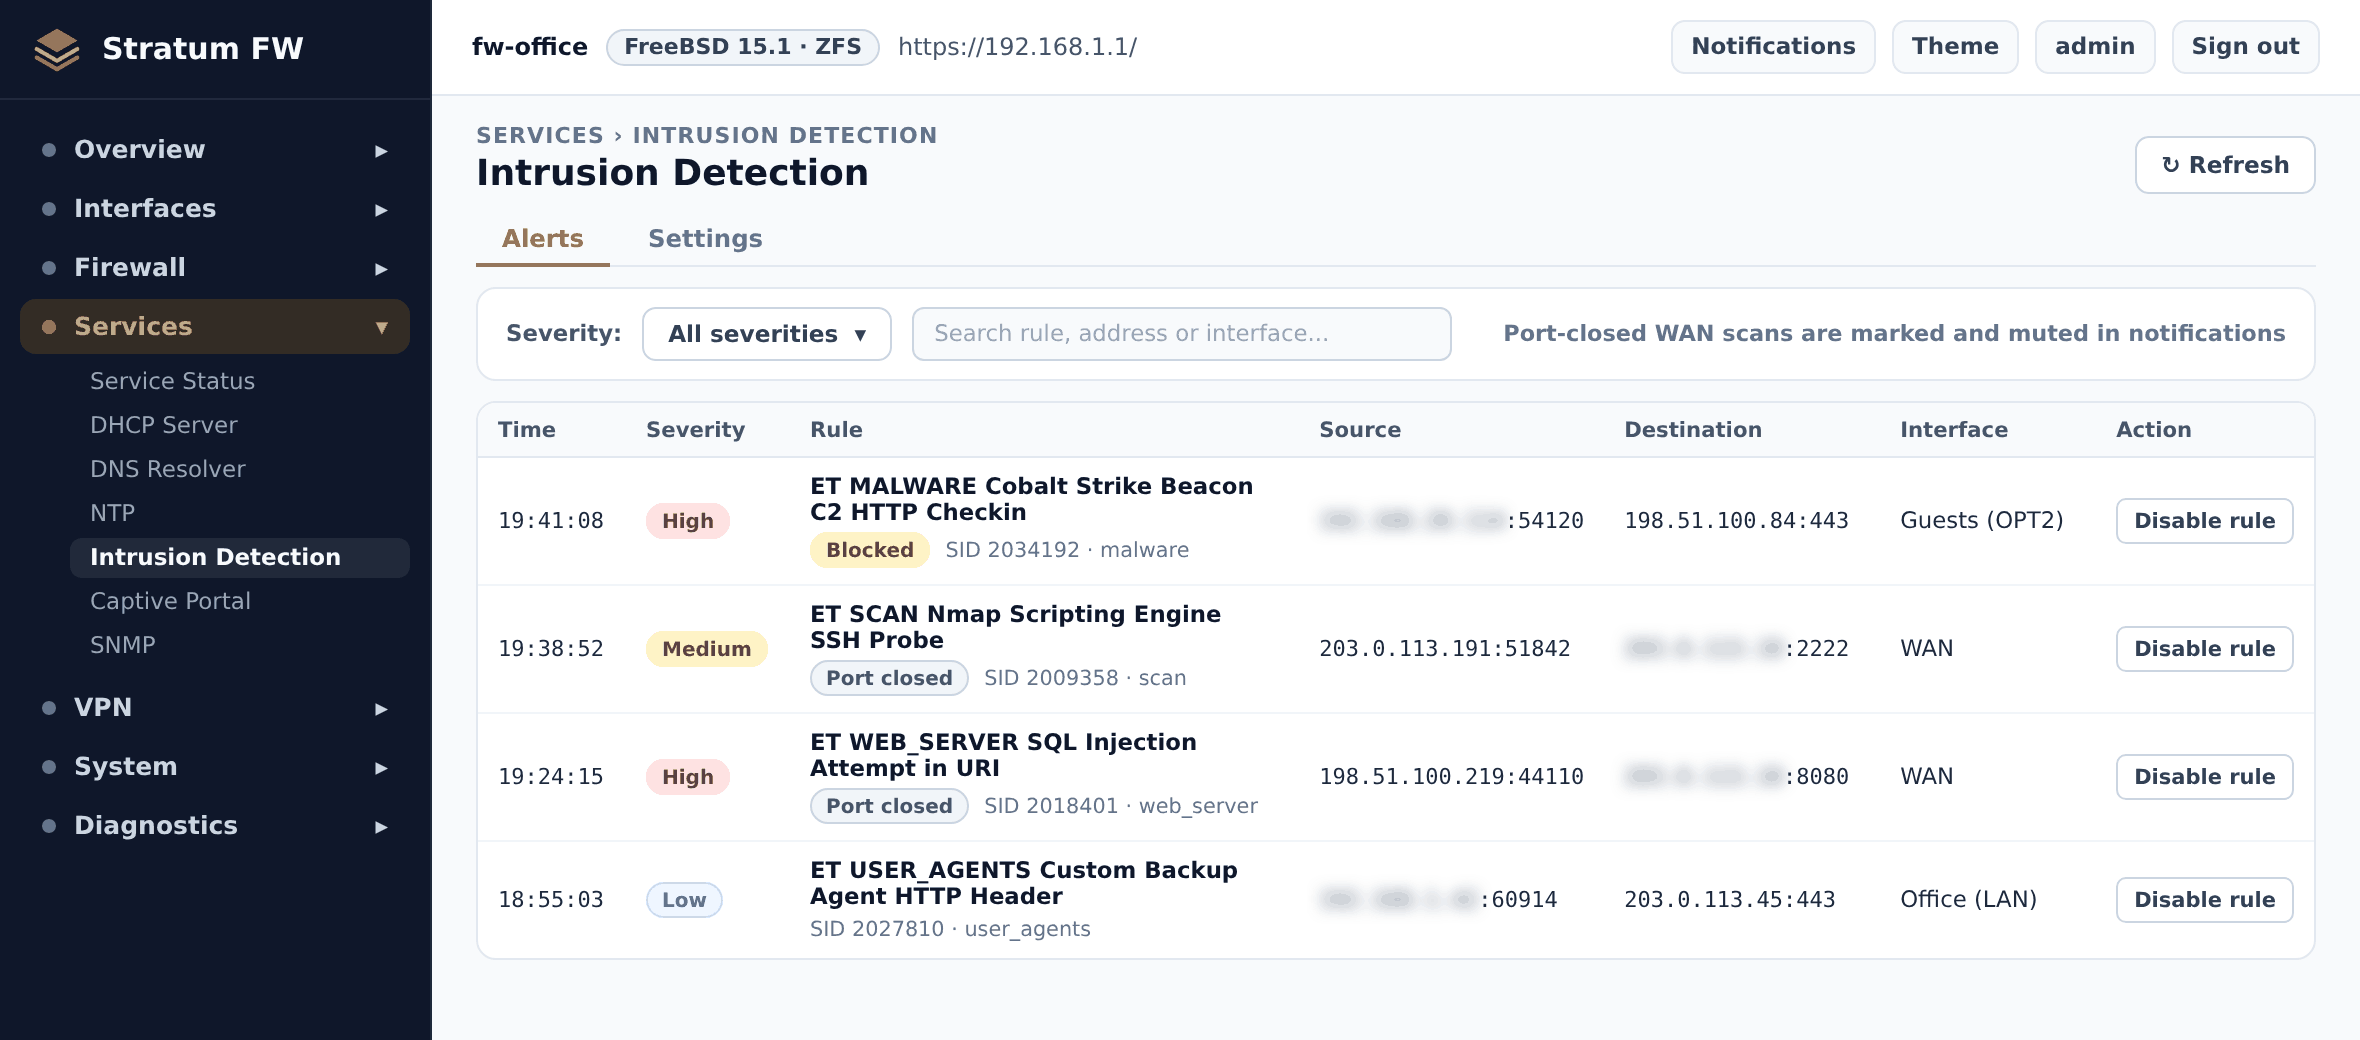 Stratum FW
fw-office
FreeBSD 15.1 · ZFS
https://192.168.1.1/
Notifications
Theme
admin
Sign out
Overview ▶
Interfaces ▶
Firewall ▶
Services ▼
Service Status
DHCP Server
DNS Resolver
NTP
Intrusion Detection
Captive Portal
SNMP
VPN ▶
System ▶
Diagnostics ▶
SERVICES › INTRUSION DETECTION
Intrusion Detection
↻ Refresh
Alerts
Settings
Severity:
All severities ▼
Search rule, address or interface...
Port-closed WAN scans are marked and muted in notifications
Time Severity Rule Source Destination Interface Action
19:41:08
High
ET MALWARE Cobalt Strike Beacon
C2 HTTP Checkin
Blocked SID 2034192 · malware
:54120
198.51.100.84:443
Guests (OPT2)
Disable rule
19:38:52
Medium
ET SCAN Nmap Scripting Engine
SSH Probe
Port closed SID 2009358 · scan
203.0.113.191:51842
:2222
WAN
Disable rule
19:24:15
High
ET WEB_SERVER SQL Injection
Attempt in URI
Port closed SID 2018401 · web_server
198.51.100.219:44110
:8080
WAN
Disable rule
18:55:03
Low
ET USER_AGENTS Custom Backup
Agent HTTP Header
SID 2027810 · user_agents
:60914
203.0.113.45:443
Office (LAN)
Disable rule